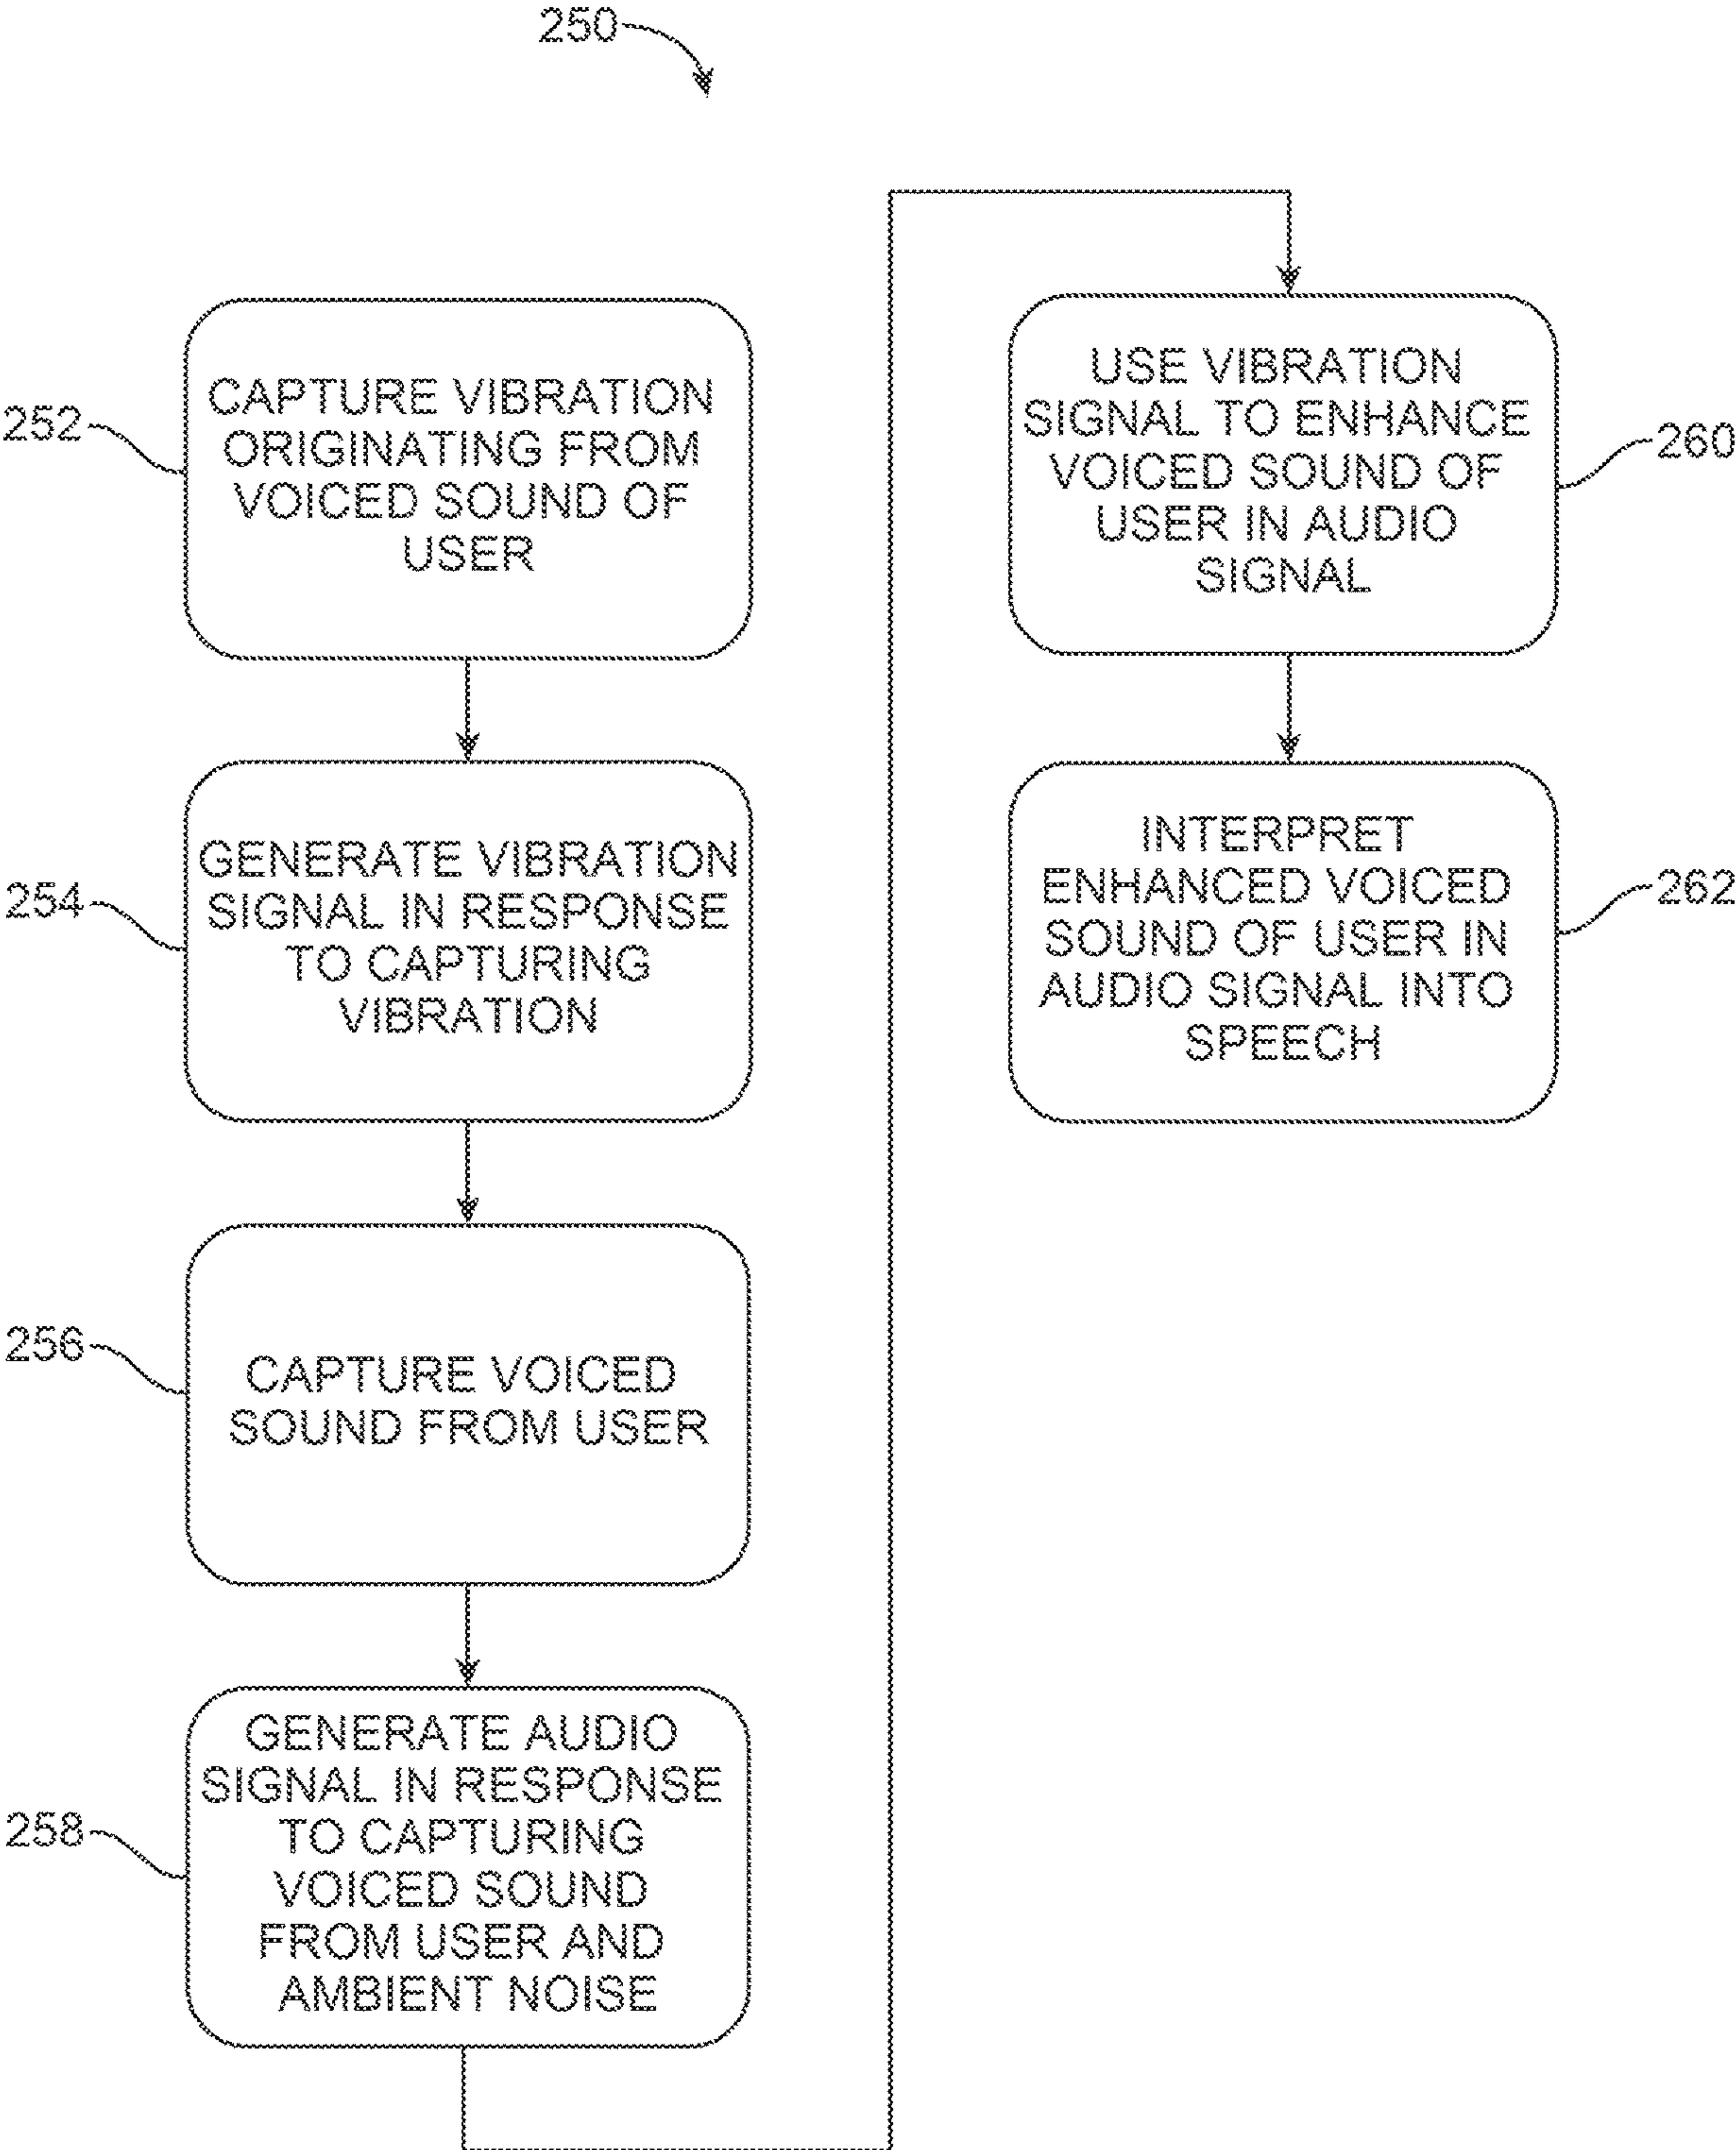 250
252
CAPTURE VIBRATION
ORIGINATING FROM
VOICED SOUND OF
USER
254
GENERATE VIBRATION
SIGNAL IN RESPONSE
TO CAPTURING
VIBRATION
256
CAPTURE VOICED
SOUND FROM USER
258
GENERATE AUDIO
SIGNAL IN RESPONSE
TO CAPTURING
VOICED SOUND
FROM USER AND
AMBIENT NOISE
USE VIBRATION
SIGNAL TO ENHANCE
VOICED SOUND OF
USER IN AUDIO
SIGNAL
260
INTERPRET
ENHANCED VOICED
SOUND OF USER IN
AUDIO SIGNAL INTO
SPEECH
262